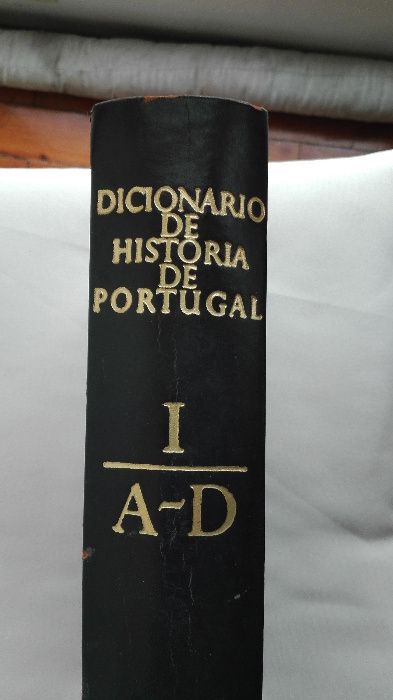 DICIONARIO
DE
HISTORIA
DE
PORTUGAL
I
A~D